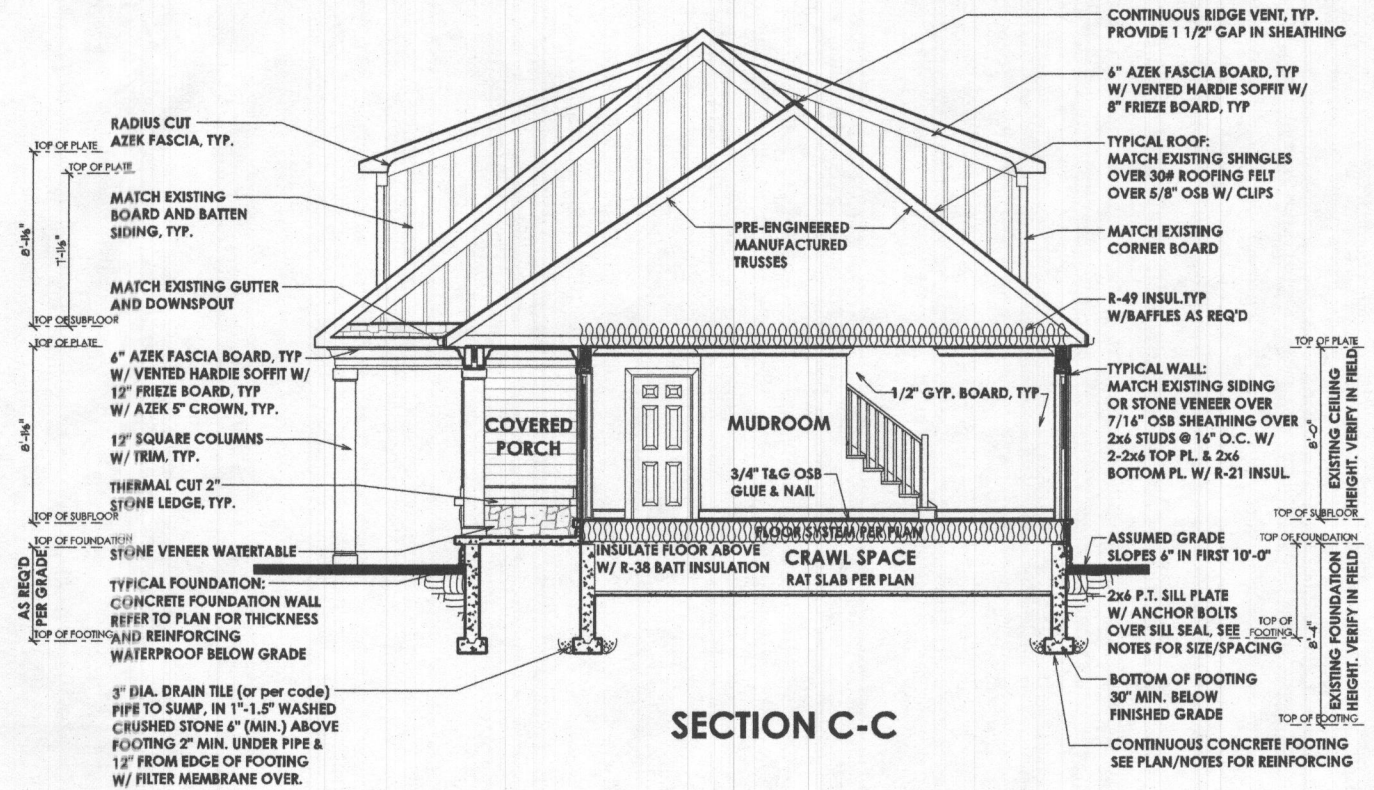 CONTINUOUS RIDGE VENT, TYP.
PROVIDE 1 1/2" GAP IN SHEATHING
6" AZEK FASCIA BOARD, TYP
W/ VENTED HARDIE SOFFIT W/
8" FRIEZE BOARD, TYP
TYPICAL ROOF:
MATCH EXISTING SHINGLES
OVER 30# ROOFING FELT
OVER 5/8" OSB W/ CLIPS
MATCH EXISTING
CORNER BOARD
R-49 INSUL.TYP
W/BAFFLES AS REQ'D
RADIUS CUT
AZEK FASCIA, TYP.
TOP OF PLATE
TOP OF PLATE
MATCH EXISTING
BOARD AND BATTEN
SIDING, TYP.
8'-1⅛"
7'-1⅛"
MATCH EXISTING GUTTER
AND DOWNSPOUT
TOP OF SUBFLOOR
TOP OF PLATE
PRE-ENGINEERED
MANUFACTURED
TRUSSES
6" AZEK FASCIA BOARD, TYP
W/ VENTED HARDIE SOFFIT W/
12" FRIEZE BOARD, TYP
W/ AZEK 5" CROWN, TYP.
8'-1⅛"
12" SQUARE COLUMNS
W/ TRIM, TYP.
THERMAL CUT 2"
STONE LEDGE, TYP.
TOP OF SUBFLOOR
TOP OF FOUNDATION
STONE VENEER WATERTABLE
TYPICAL FOUNDATION:
CONCRETE FOUNDATION WALL
REFER TO PLAN FOR THICKNESS
AND REINFORCING
WATERPROOF BELOW GRADE
AS REQ'D
PER GRADE
TOP OF FOOTING
3" DIA. DRAIN TILE (or per code)
PIPE TO SUMP, IN 1"-1.5" WASHED
CRUSHED STONE 6" (MIN.) ABOVE
FOOTING 2" MIN. UNDER PIPE &
12" FROM EDGE OF FOOTING
W/ FILTER MEMBRANE OVER.
COVERED
PORCH
MUDROOM
1/2" GYP. BOARD, TYP
3/4" T&G OSB
GLUE & NAIL
FLOOR SYSTEM PER PLAN
INSULATE FLOOR ABOVE
W/ R-38 BATT INSULATION
CRAWL SPACE
RAT SLAB PER PLAN
SECTION C-C
TOP OF PLATE
TYPICAL WALL:
MATCH EXISTING SIDING
OR STONE VENEER OVER
7/16" OSB SHEATHING OVER
2x6 STUDS @ 16" O.C. W/
2-2x6 TOP PL. & 2x6
BOTTOM PL. W/ R-21 INSUL.
8'-0"
EXISTING CEILING
HEIGHT. VERIFY IN FIELD
TOP OF SUBFLOOR
TOP OF FOUNDATION
ASSUMED GRADE
SLOPES 6" IN FIRST 10'-0"
2x6 P.T. SILL PLATE
W/ ANCHOR BOLTS
OVER SILL SEAL, SEE
NOTES FOR SIZE/SPACING
TOP OF
FOOTING
8'-4"
EXISTING FOUNDATION
HEIGHT. VERIFY IN FIELD
BOTTOM OF FOOTING
30" MIN. BELOW
FINISHED GRADE
TOP OF FOOTING
CONTINUOUS CONCRETE FOOTING
SEE PLAN/NOTES FOR REINFORCING